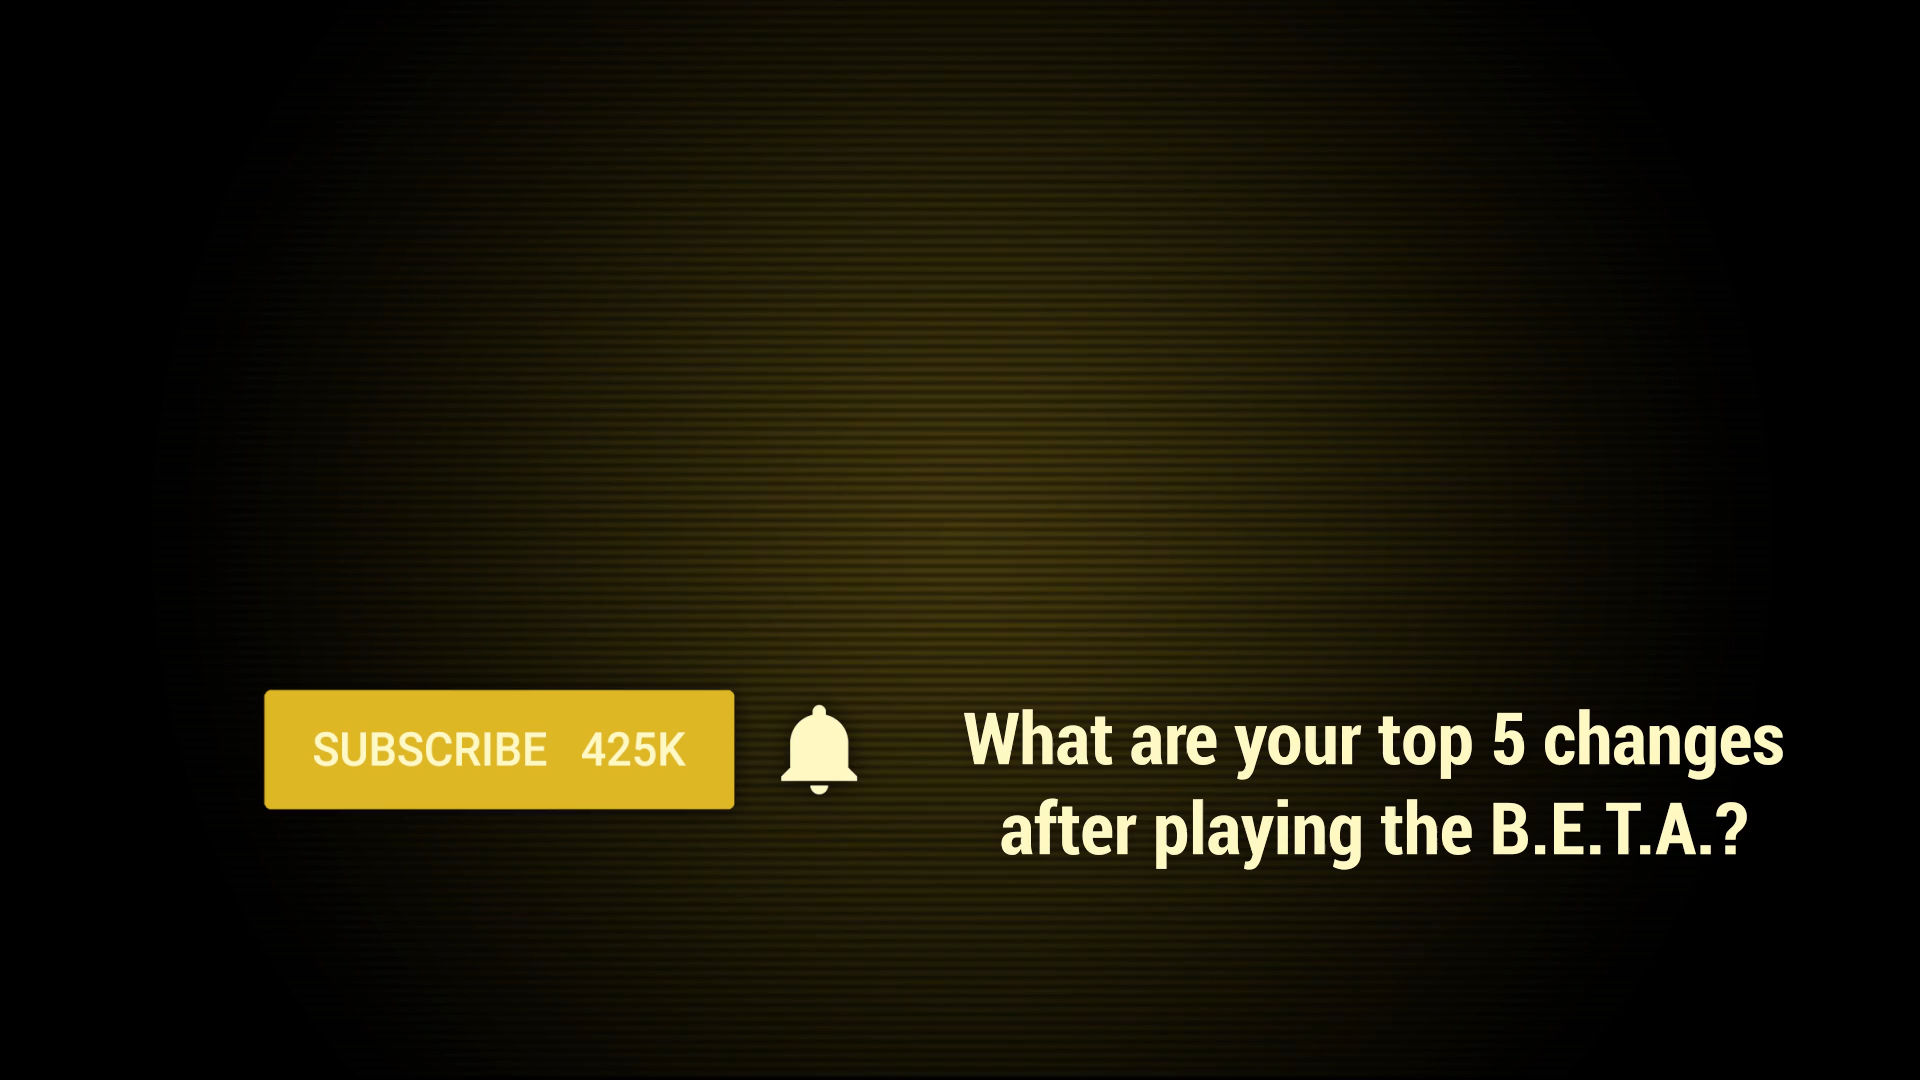 SUBSCRIBE 425K
What are your top 5 changes
after playing the B.E.T.A.?